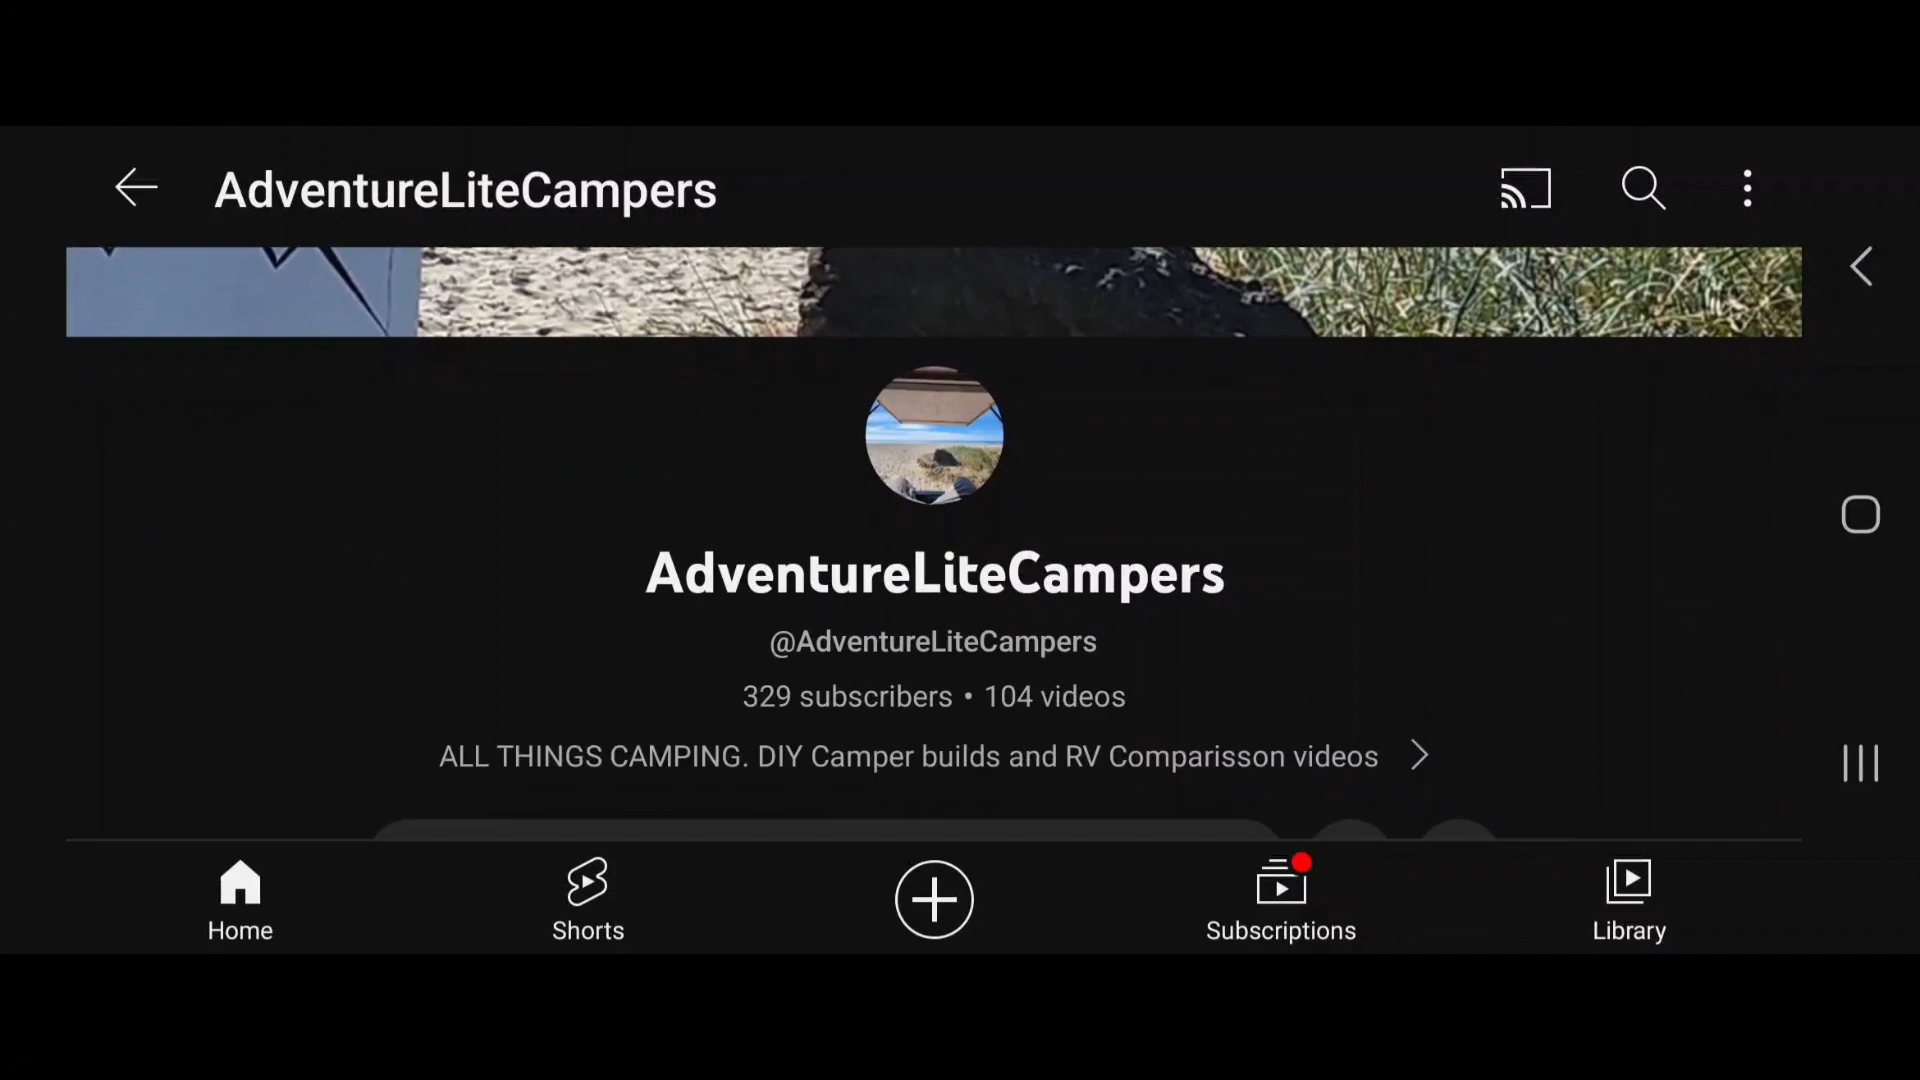 AdventureLiteCampers
AdventureLiteCampers
@AdventureLiteCampers
329 subscribers • 104 videos
ALL THINGS CAMPING. DIY Camper builds and RV Comparisson videos
Home
Shorts
Subscriptions
Library